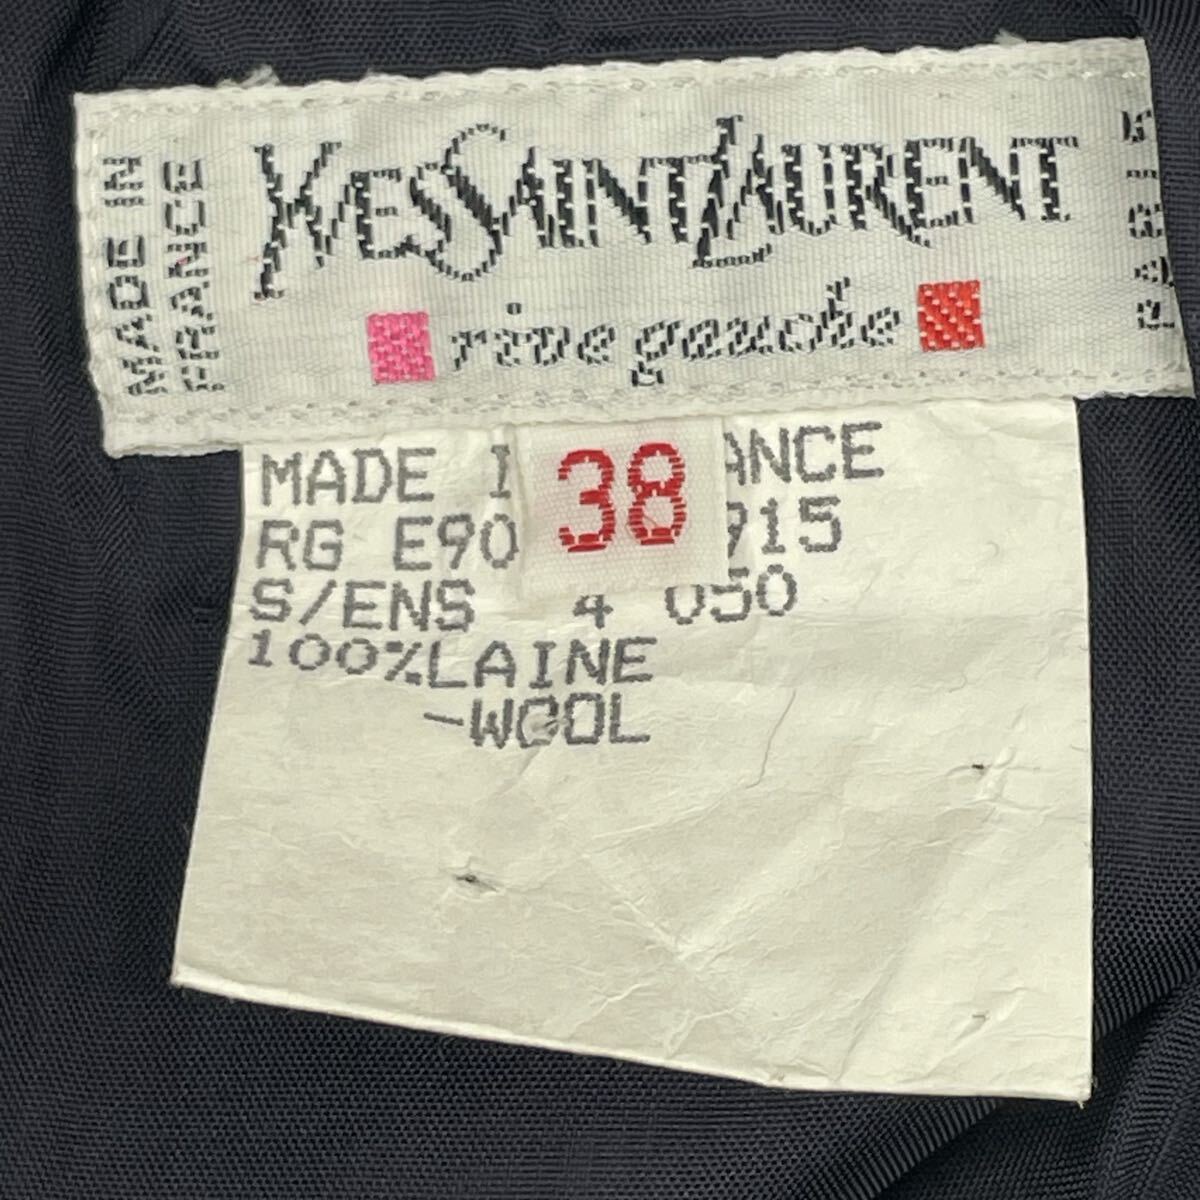 MADE IN
FRANCE
YVES SAINT LAURENT
rive gauche
PARIS
38
MADE I ANCE
RG E90 915
S/ENS 4 050
100%LAINE
-WOOL